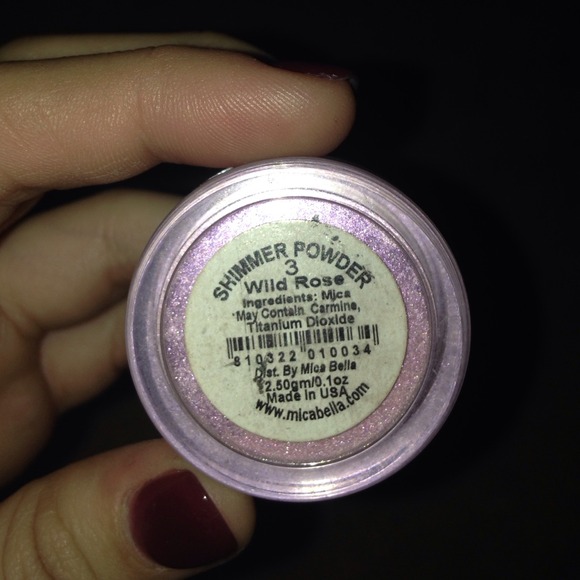 SHIMMER POWDER
3
Wild Rose
Ingredients: Mica
May Contain Carmine,
Titanium Dioxide
810322 010034
Dist. By Mica Bella
2.50gm/0.1oz
Made in USA
www.micabella.com